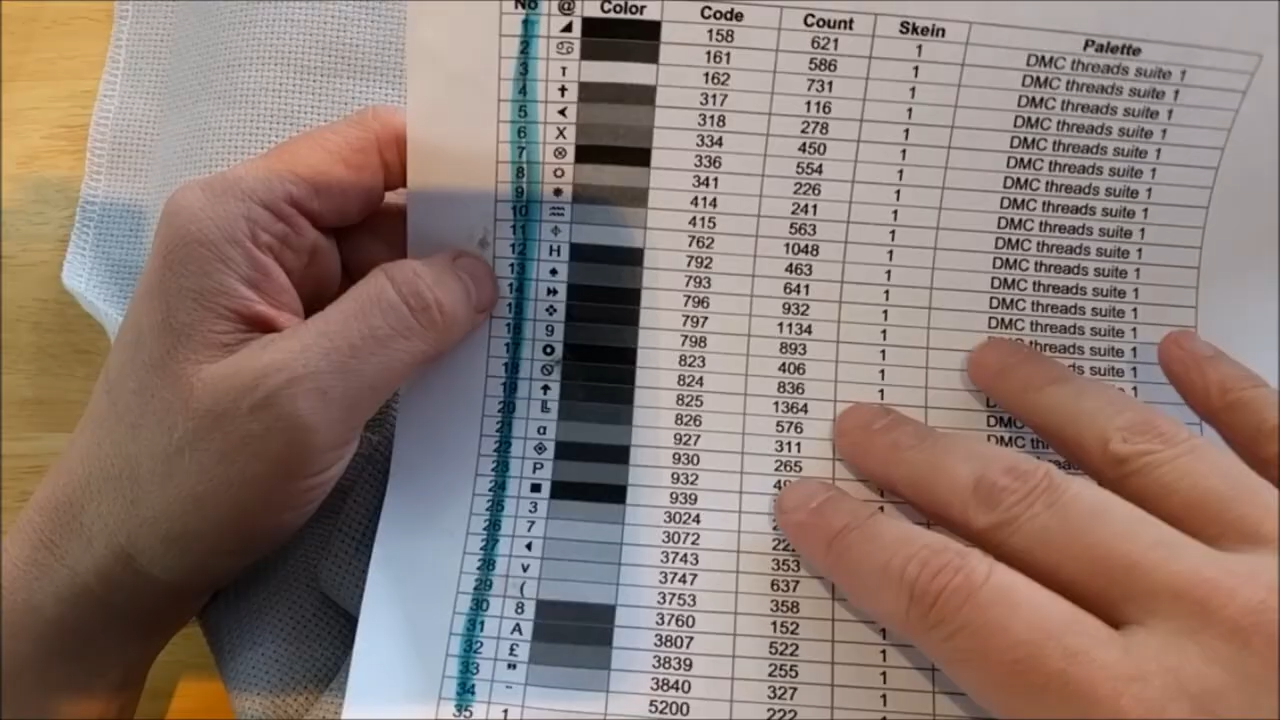 No @ Color Code Count Skein Palette
1 ◢ 158 621 1 DMC threads suite 1
2 ♋ 161 586 1 DMC threads suite 1
3 T 162 731 1 DMC threads suite 1
4 ✝ 317 116 1 DMC threads suite 1
5 ➤ 318 278 1 DMC threads suite 1
6 X 334 450 1 DMC threads suite 1
7 ⊗ 336 554 1 DMC threads suite 1
8 ☼ 341 226 1 DMC threads suite 1
9 ✹ 414 241 1 DMC threads suite 1
10 ♒ 415 563 1 DMC threads suite 1
11 762 1048 1 DMC threads suite 1
12 H 792 463 1 DMC threads suite 1
13 ♠ 793 641 1 DMC threads suite 1
14 ▸▸ 796 932 1 DMC threads suite 1
15 ❖ 797 1134 1 threads suite 1
16 9 798 893 1 suite 1
17 O 823 406 1
18 ⊘ 824 836 1
19 ↑ 825 1364 DMC
20 ╚ 826 576 DMC
21 α 927 311
22 ◈ 930 265
23 P 932 1
24 ■ 939 1
25 3 3024
26 7 3072
27 ◀ 3743 353
28 v 3747 637
29 ( 3753 358
30 8 3760 152 1
31 A 3807 522 1
32 £ 3839 255 1
33 " 3840 327 1
34 - 5200 222 1
35 1